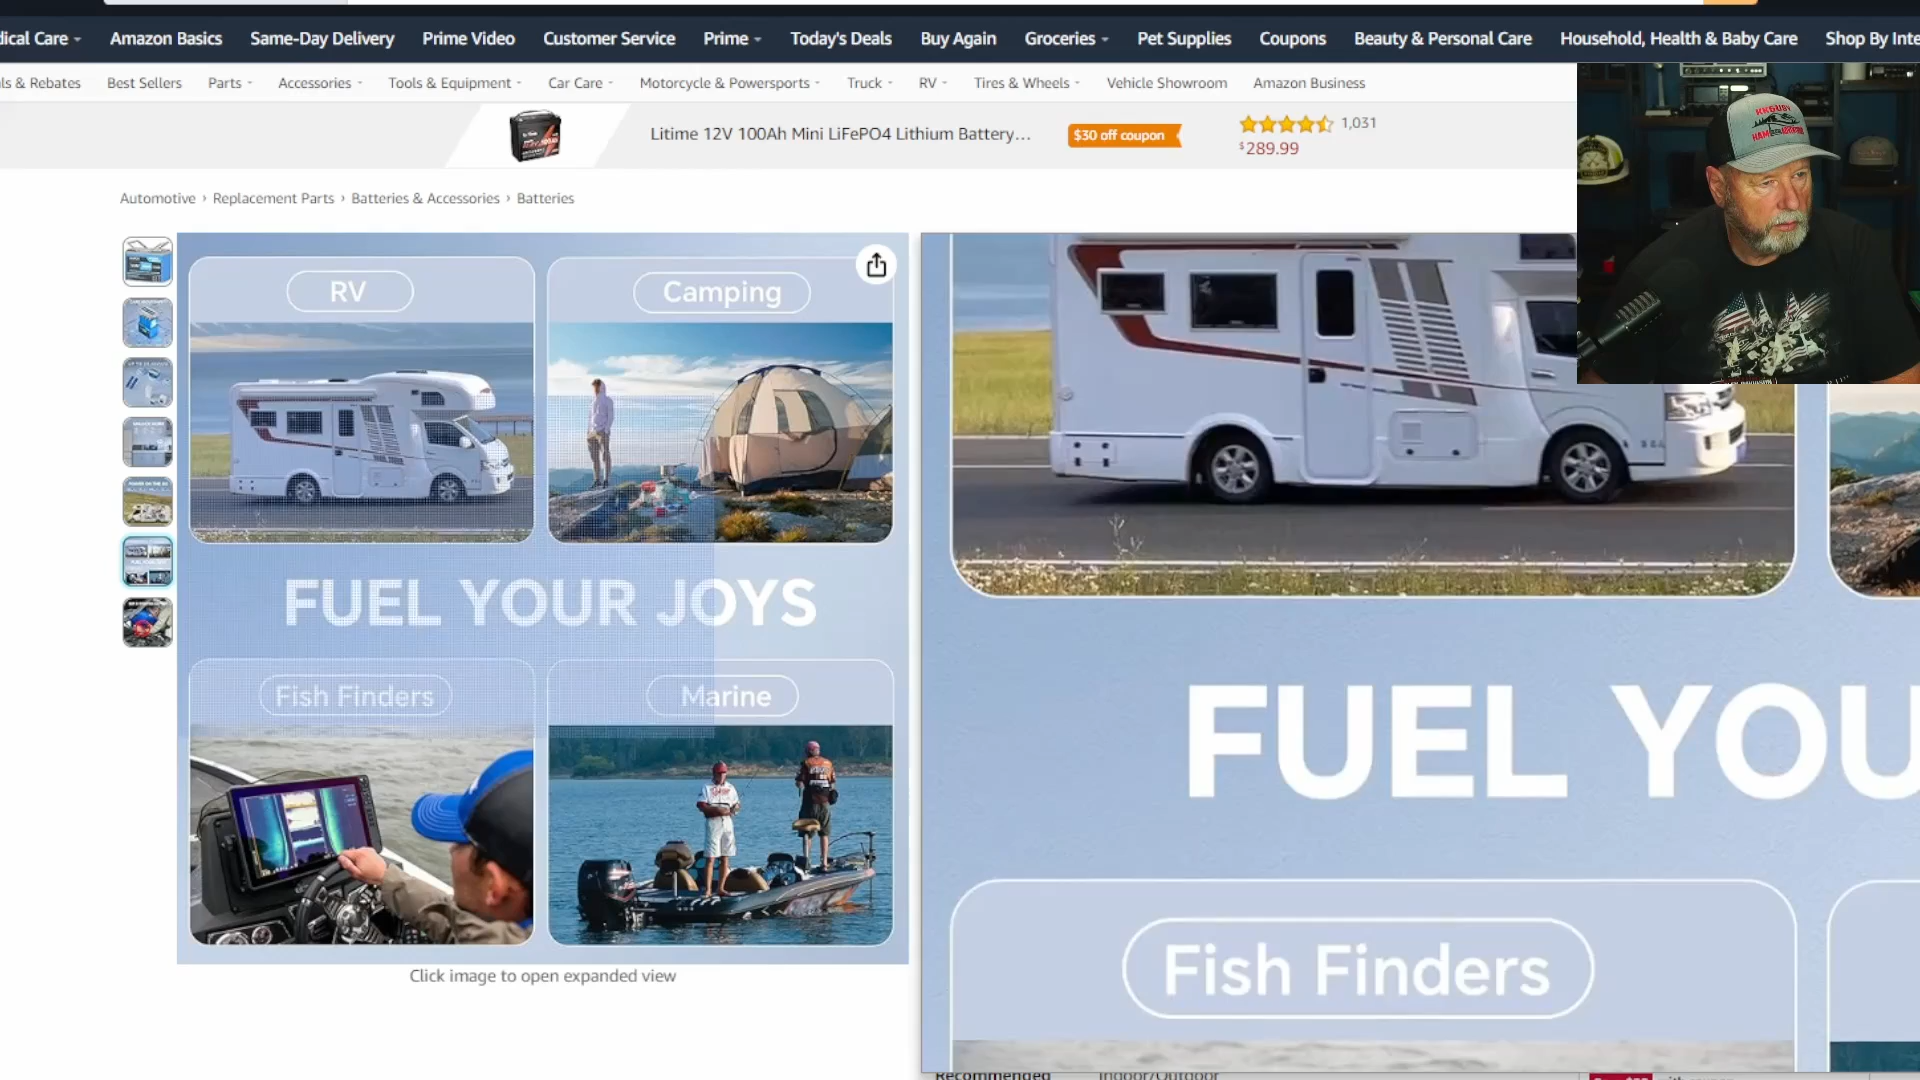 dical Care
Amazon Basics
Same-Day Delivery
Prime Video
Customer Service
Prime
Today's Deals
Buy Again
Groceries
Pet Supplies
Coupons
Beauty & Personal Care
Household, Health & Baby Care
Shop By Inte
ls & Rebates
Best Sellers
Parts
Accessories
Tools & Equipment
Car Care
Motorcycle & Powersports
Truck
RV
Tires & Wheels
Vehicle Showroom
Amazon Business
Litime 12V 100Ah Mini LiFePO4 Lithium Battery…
$30 off coupon
1,031
$289.99
Automotive › Replacement Parts › Batteries & Accessories › Batteries
RV
Camping
FUEL YOUR JOYS
Fish Finders
Marine
Click image to open expanded view
FUEL YOU
Fish Finders
Recommended
Indoor/Outdoor